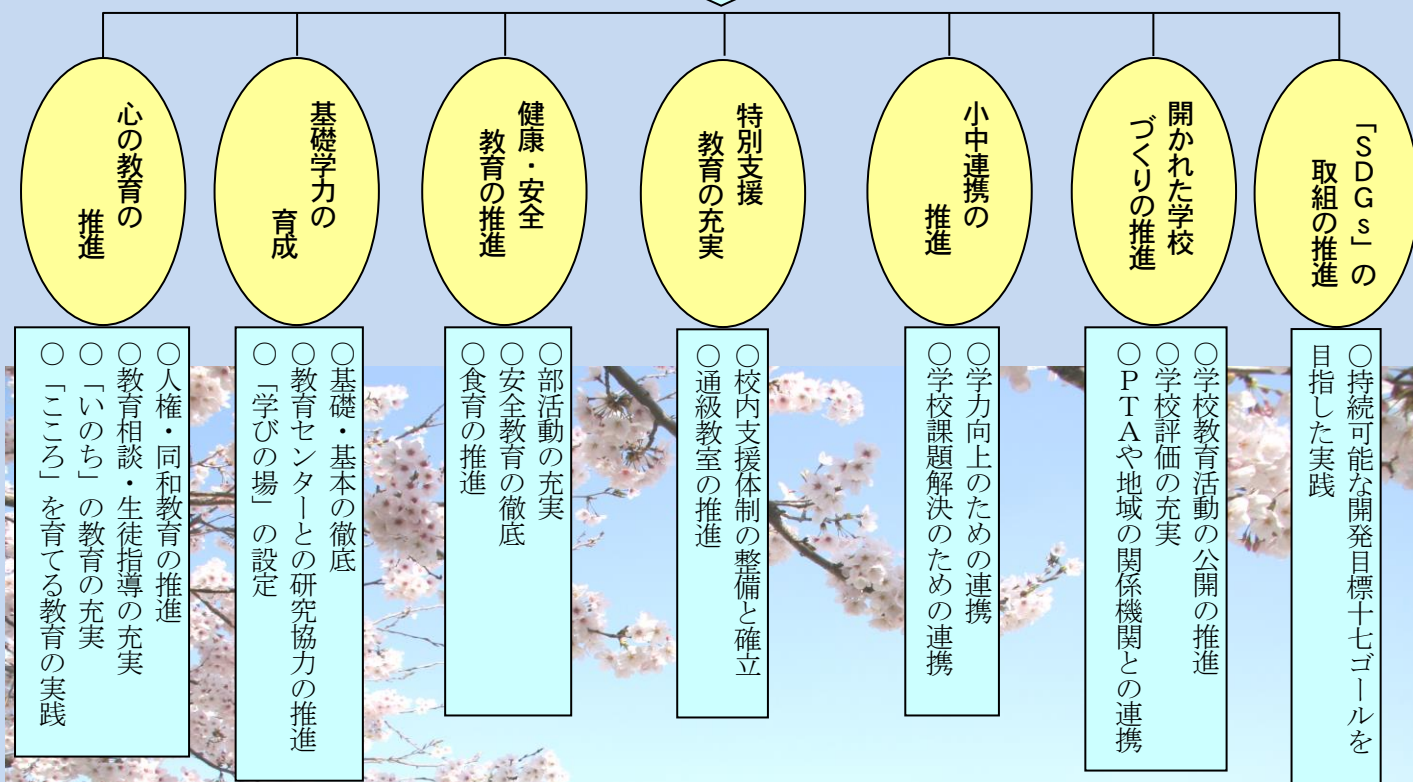 「SDGs」の
取組の推進
○持続可能な開発目標十七ゴールを
目指した実践
開かれた学校
づくりの推進
○学校教育活動の公開の推進
○学校評価の充実
○PTAや地域の関係機関との連携
小中連携の
推進
○学力向上のための連携
○学校課題解決のための連携
特別支援
教育の充実
○校内支援体制の整備と確立
○通級教室の推進
健康・安全
教育の推進
○部活動の充実
○安全教育の徹底
○食育の推進
基礎学力の
育成
○基礎・基本の徹底
○教育センターとの研究協力の推進
○「学びの場」の設定
心の教育の
推進
○人権・同和教育の推進
○教育相談・生徒指導の充実
○「いのち」の教育の充実
○「こころ」を育てる教育の実践